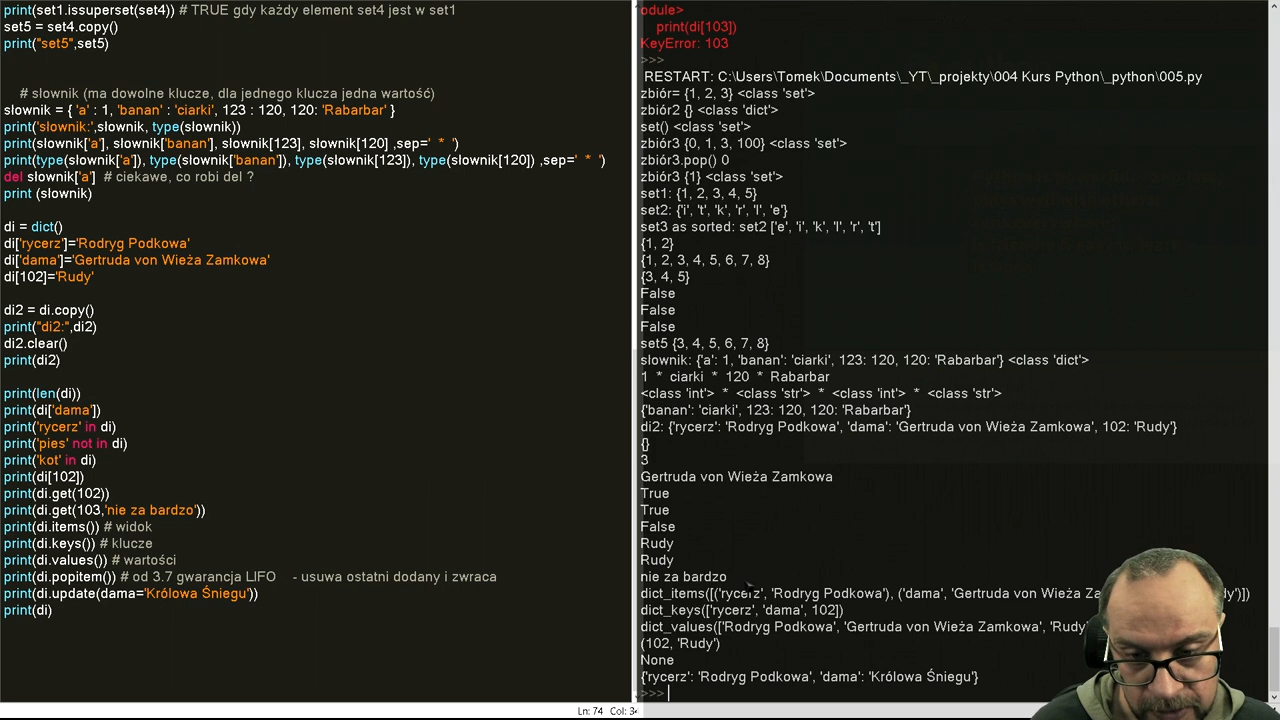 print(set1.issuperset(set4)) # TRUE gdy każdy element set4 jest w set1
set5 = set4.copy()
print("set5",set5)
# slownik (ma dowolne klucze, dla jednego klucza jedna wartość)
slownik = { 'a' : 1, 'banan' : 'ciarki', 123 : 120, 120: 'Rabarbar' }
print('slownik:',slownik, type(slownik))
print(slownik['a'], slownik['banan'], slownik[123], slownik[120] ,sep=' * ')
print(type(slownik['a']), type(slownik['banan']), type(slownik[123]), type(slownik[120]) ,sep=' * ')
del slownik['a'] # ciekawe, co robi del ?
print (slownik)
di = dict()
di['rycerz']='Rodryg Podkowa'
di['dama']='Gertruda von Wieża Zamkowa'
di[102]='Rudy'
di2 = di.copy()
print("di2:",di2)
di2.clear()
print(di2)
print(len(di))
print(di['dama'])
print('rycerz' in di)
print('pies' not in di)
print('kot' in di)
print(di[102])
print(di.get(102))
print(di.get(103,'nie za bardzo'))
print(di.items()) # widok
print(di.keys()) # klucze
print(di.values()) # wartości
print(di.popitem()) # od 3.7 gwarancja LIFO - usuwa ostatni dodany i zwraca
print(di.update(dama='Królowa Śniegu'))
print(di)
Ln: 74 Col: 34
odule>
print(di[103])
KeyError: 103
>>>
RESTART: C:\Users\Tomek\Documents\_YT\_projekty\004 Kurs Python\_python\005.py
zbiór= {1, 2, 3} <class 'set'>
zbiór2 {} <class 'dict'>
set() <class 'set'>
zbiór3 {0, 1, 3, 100} <class 'set'>
zbiór3.pop() 0
zbiór3 {1} <class 'set'>
set1: {1, 2, 3, 4, 5}
set2: {'i', 't', 'k', 'r', 'l', 'e'}
set3 as sorted: set2 ['e', 'i', 'k', 'l', 'r', 't']
{1, 2}
{1, 2, 3, 4, 5, 6, 7, 8}
{3, 4, 5}
False
False
False
set5 {3, 4, 5, 6, 7, 8}
slownik: {'a': 1, 'banan': 'ciarki', 123: 120, 120: 'Rabarbar'} <class 'dict'>
1 * ciarki * 120 * Rabarbar
<class 'int'> * <class 'str'> * <class 'int'> * <class 'str'>
{'banan': 'ciarki', 123: 120, 120: 'Rabarbar'}
di2: {'rycerz': 'Rodryg Podkowa', 'dama': 'Gertruda von Wieża Zamkowa', 102: 'Rudy'}
{}
3
Gertruda von Wieża Zamkowa
True
True
False
Rudy
Rudy
nie za bardzo
dict_items([('rycerz', 'Rodryg Podkowa'), ('dama', 'Gertruda von Wieża
dict_keys(['rycerz', 'dama', 102])
dict_values(['Rodryg Podkowa', 'Gertruda von Wieża Zamkowa', 'Rudy'
(102, 'Rudy')
None
{'rycerz': 'Rodryg Podkowa', 'dama': 'Królowa Śniegu'}
>>>